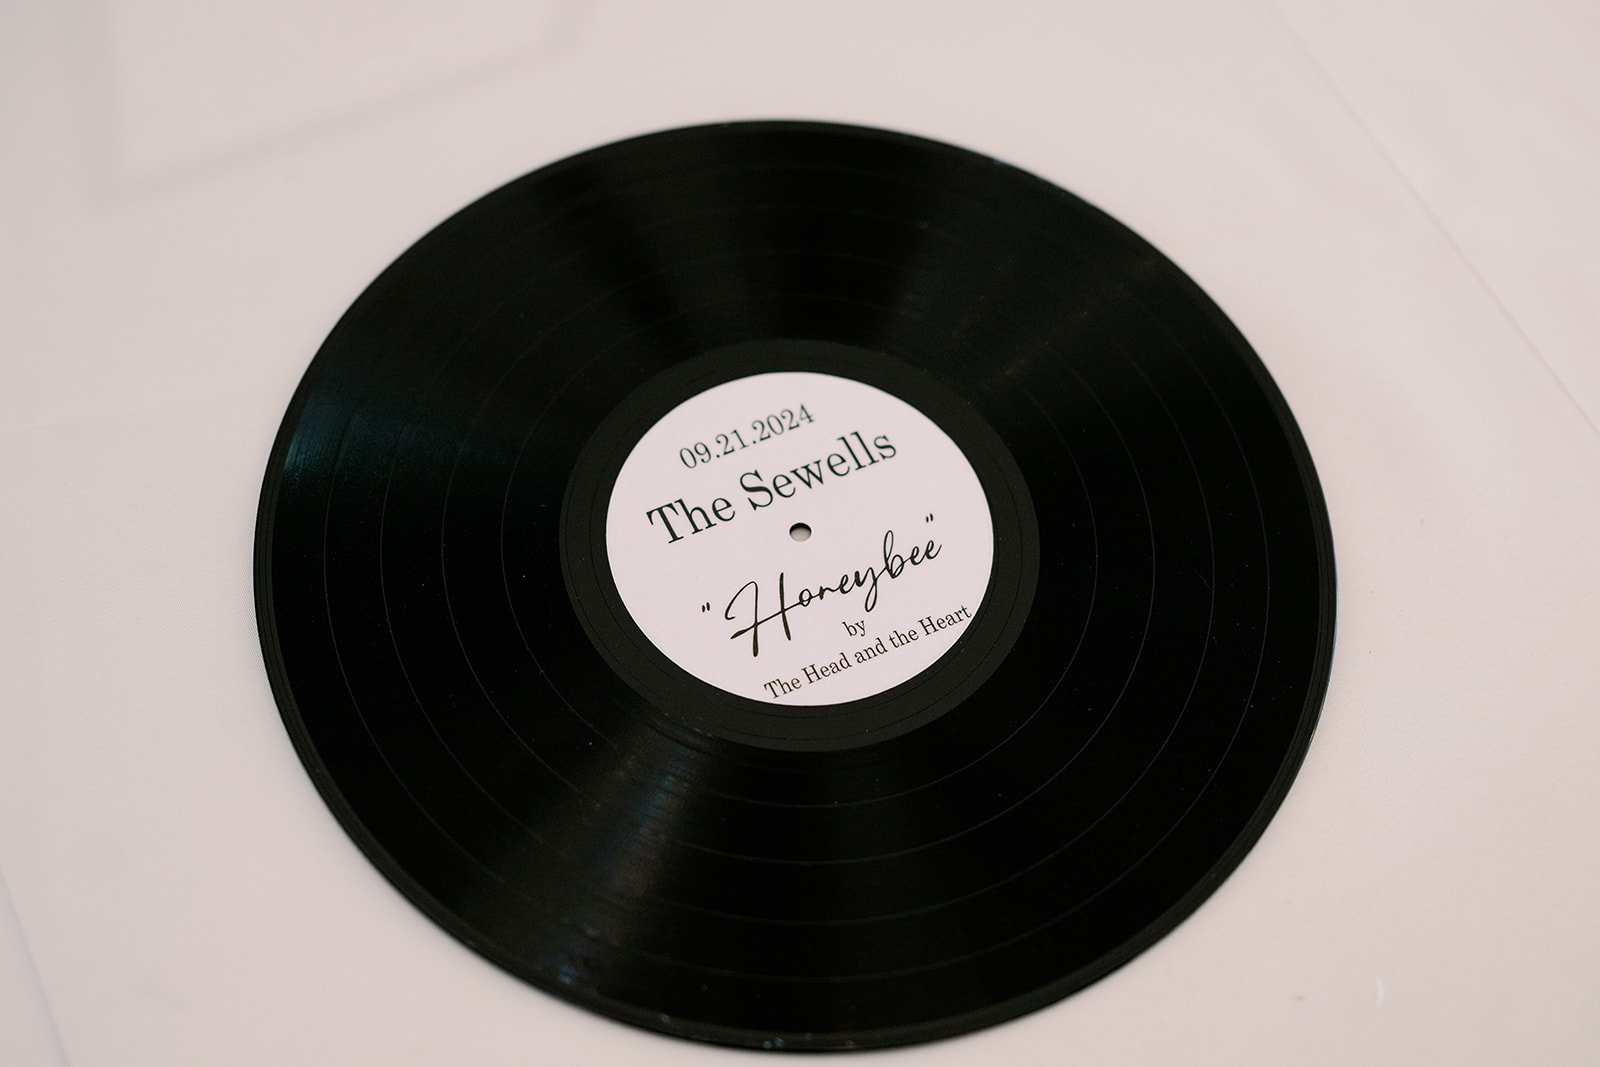 09.21.2024
The Sewells
"Honeybee"
by
The Head and the Heart